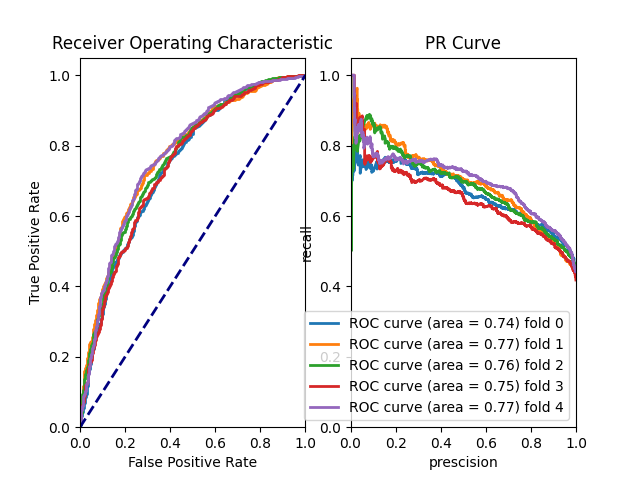 Receiver Operating Characteristic
PR Curve
True Positive Rate
1.0
0.8
0.6
0.4
0.2
0.0
0.0 0.2 0.4 0.6 0.8 1.0
False Positive Rate
recall
1.0
0.8
0.6
0.4
0.2
0.0
0.0 0.2 0.4 0.6 0.8 1.0
prescision
ROC curve (area = 0.74) fold 0
ROC curve (area = 0.77) fold 1
ROC curve (area = 0.76) fold 2
ROC curve (area = 0.75) fold 3
ROC curve (area = 0.77) fold 4